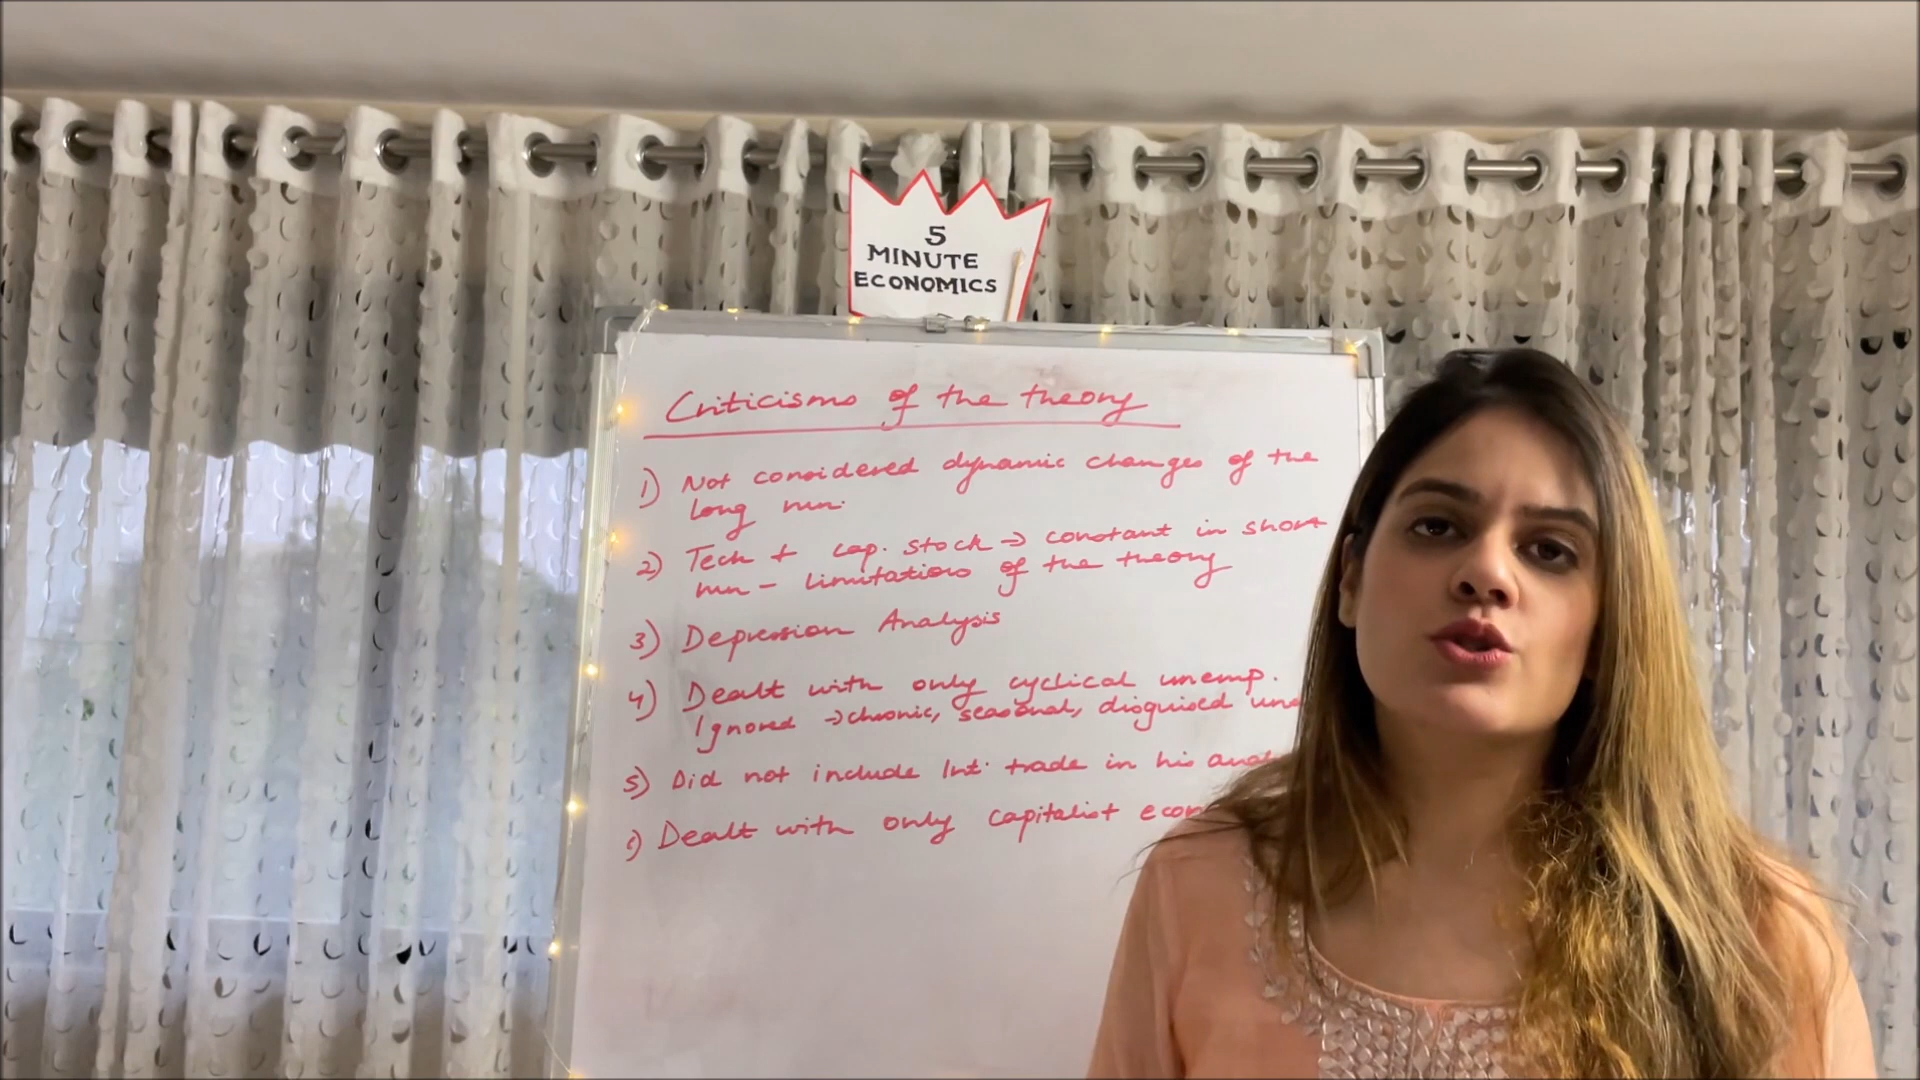 5
MINUTE
ECONOMICS
Criticisms of the theory
1) Not considered dynamic changes of the
long run.
2) Tech + cap. stock → constant in short
run - limitations of the theory
3) Depression Analysis
4) Dealt with only cyclical unemp.
Ignored → chronic, seasonal, disguised
5) Did not include Int. trade in his
Dealt with only capitalist